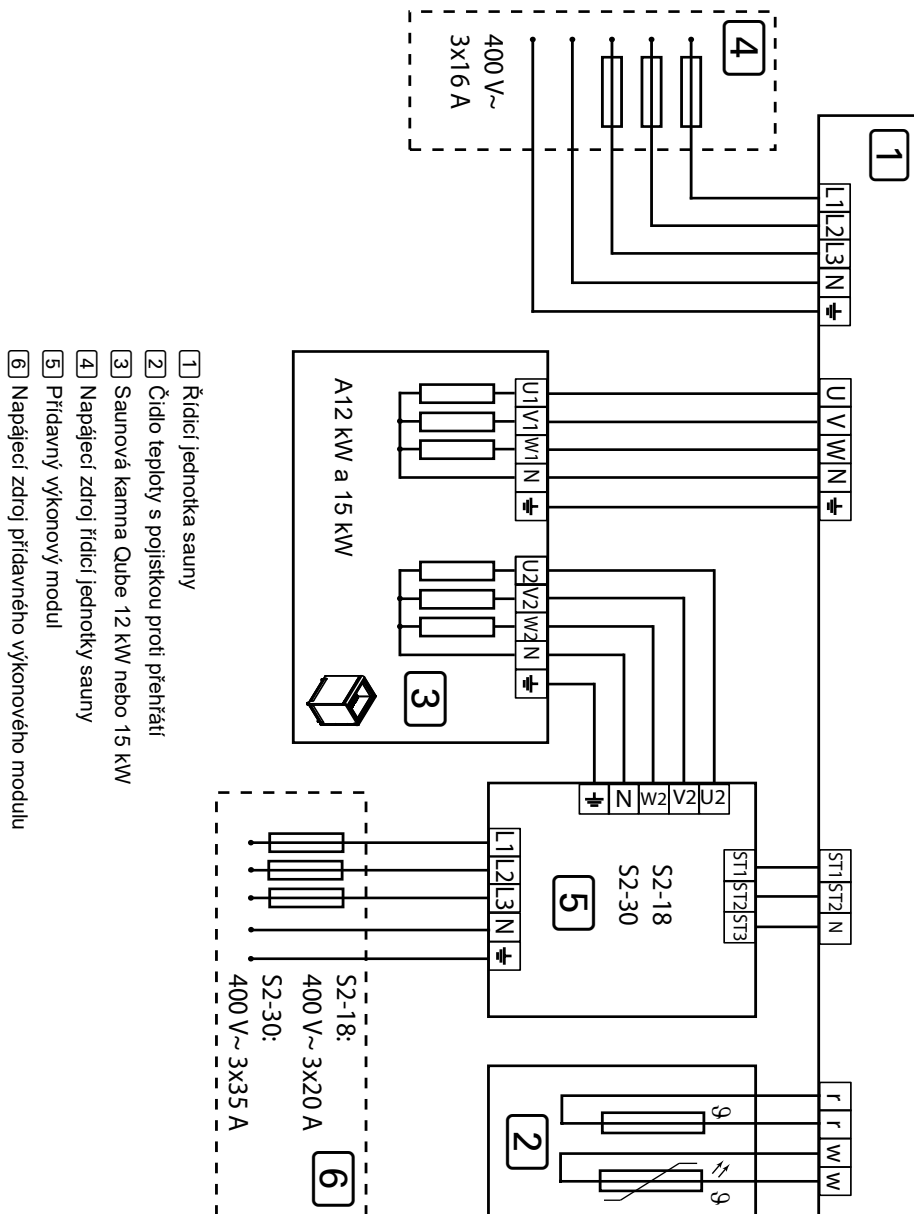 1
L1 L2 L3 N
U V W N
ST1 ST2 N
r r w w
4
400 V~
3x16 A
U1 V1 W1 N
U2 V2 W2 N
A12 kW a 15 kW
3
N W2 V2 U2
ST1 ST2 ST3
S2-18
S2-30
5
L1 L2 L3 N
S2-18:
400 V~ 3x20 A
S2-30:
400 V~ 3x35 A
6
ϑ
ϑ
2
1 Řídicí jednotka sauny
2 Čidlo teploty s pojistkou proti přehřátí
3 Saunová kamna Qube 12 kW nebo 15 kW
4 Napájecí zdroj řídicí jednotky sauny
5 Přídavný výkonový modul
6 Napájecí zdroj přídavného výkonového modulu